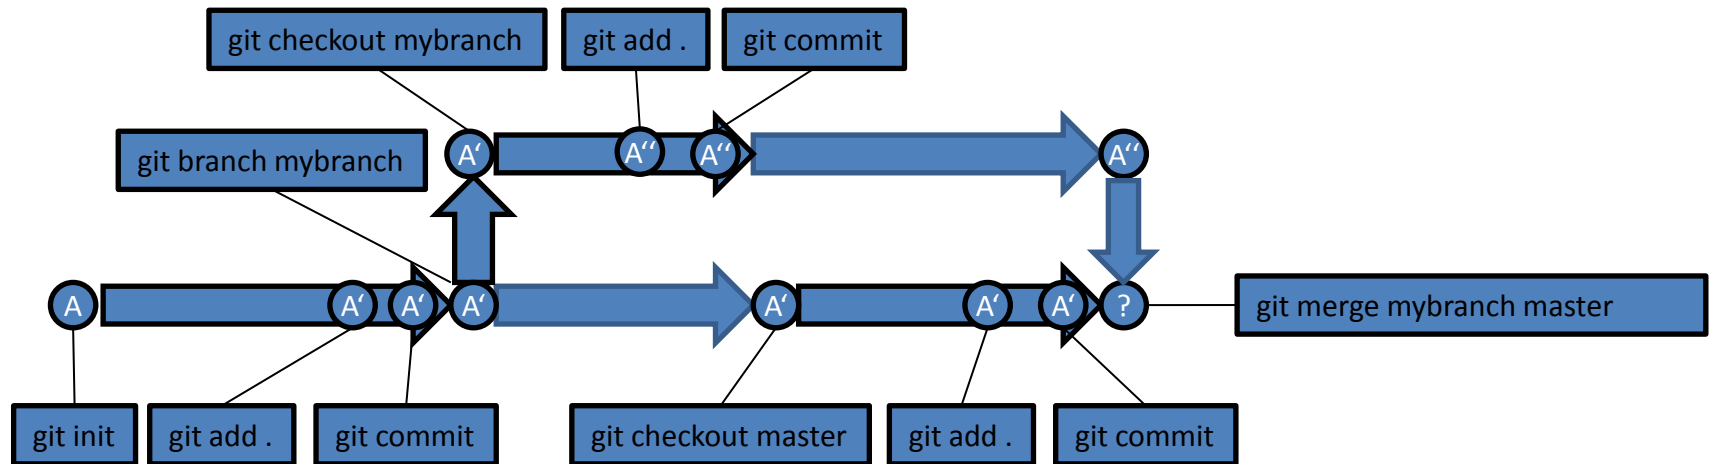 git checkout mybranch
git add .
git commit
git branch mybranch
A‘
A‘‘
A‘‘
A‘‘
A
A‘
A‘
A‘
A‘
A‘
A‘
?
git merge mybranch master
git init
git add .
git commit
git checkout master
git add .
git commit